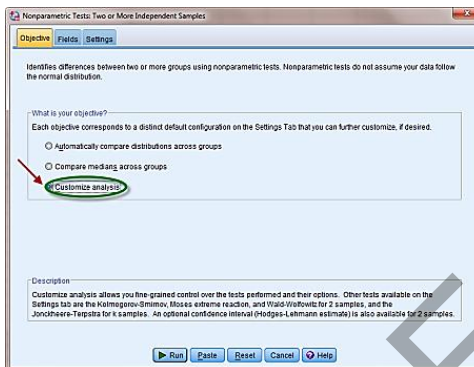 Nonparametric Tests: Two or More Independent Samples
Objective Fields Settings
Identifies differences between two or more groups using nonparametric tests. Nonparametric tests do not assume your data follow
the normal distribution.
What is your objective?
Each objective corresponds to a distinct default configuration on the Settings Tab that you can further customize, if desired.
Automatically compare distributions across groups
Compare medians across groups
Customize analysis
Description
Customize analysis allows you fine-grained control over the tests performed and their options. Other tests available on the
Settings tab are the Kolmogorov-Smirnov, Moses extreme reaction, and Wald-Wolfowitz for 2 samples, and the
Jonckheere-Terpstra for k samples. An optional confidence interval (Hodges-Lehmann estimate) is also available for 2 samples.
Run Paste Reset Cancel Help